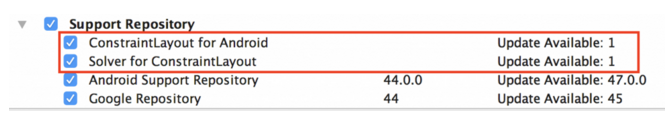 Support Repository
ConstraintLayout for Android Update Available: 1
Solver for ConstraintLayout Update Available: 1
Android Support Repository 44.0.0 Update Available: 47.0.0
Google Repository 44 Update Available: 45